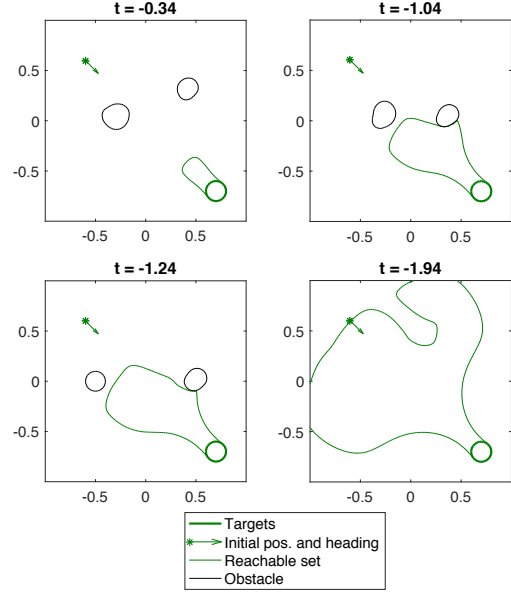 t = -0.34
0.5
0
-0.5
-0.5 0 0.5
t = -1.04
0.5
0
-0.5
-0.5 0 0.5
t = -1.24
0.5
0
-0.5
-0.5 0 0.5
t = -1.94
0.5
0
-0.5
-0.5 0 0.5
Targets
Initial pos. and heading
Reachable set
Obstacle